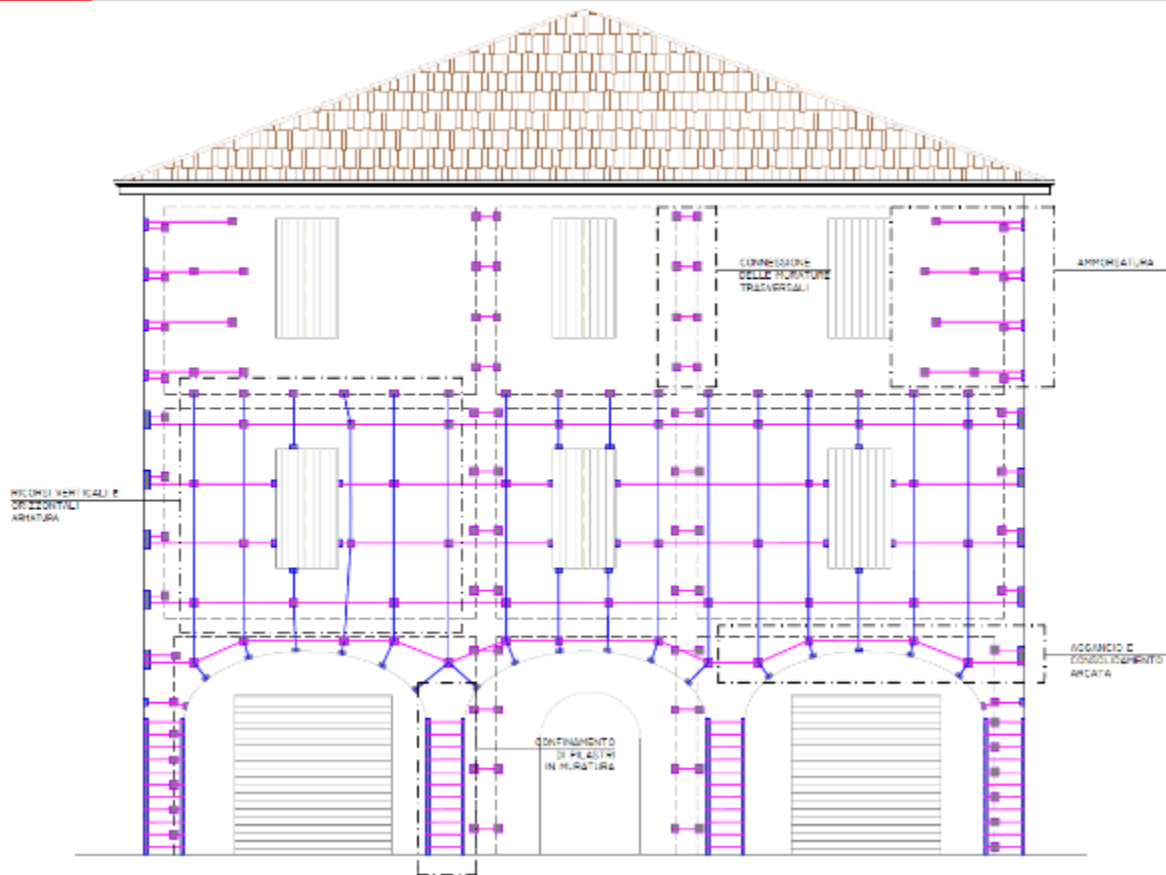 CONNESSIONE
DELLE MURATURE
TRASVERSALI
AMMORSATURA
RICORSI VERTICALI E
ORIZZONTALI
ARMATURA
AGGANCIO E
CONSOLIDAMENTO
ARCATA
CONFINAMENTO
DI PILASTRI
IN MURATURA